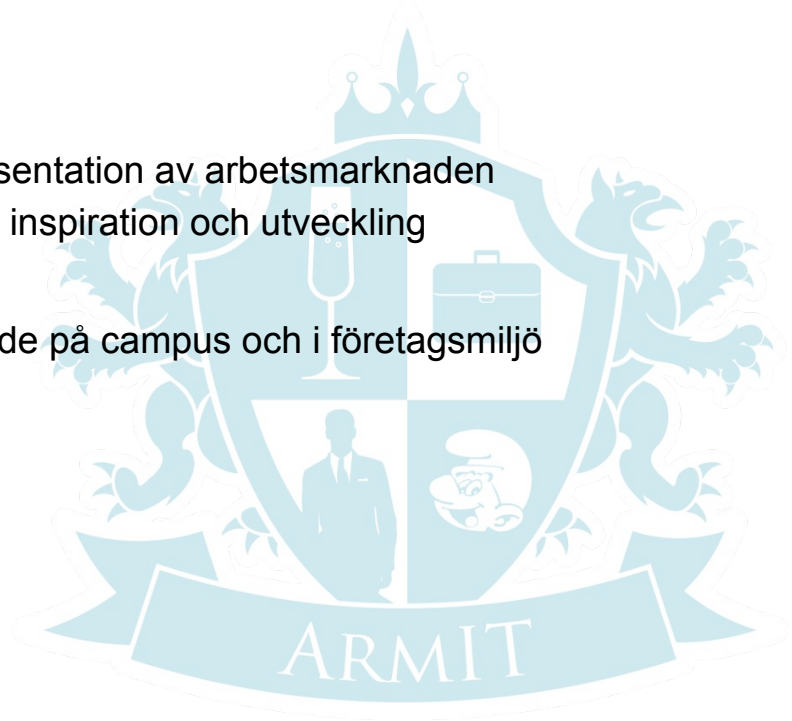 sentation av arbetsmarknaden
inspiration och utveckling
de på campus och i företagsmiljö
ARMIT